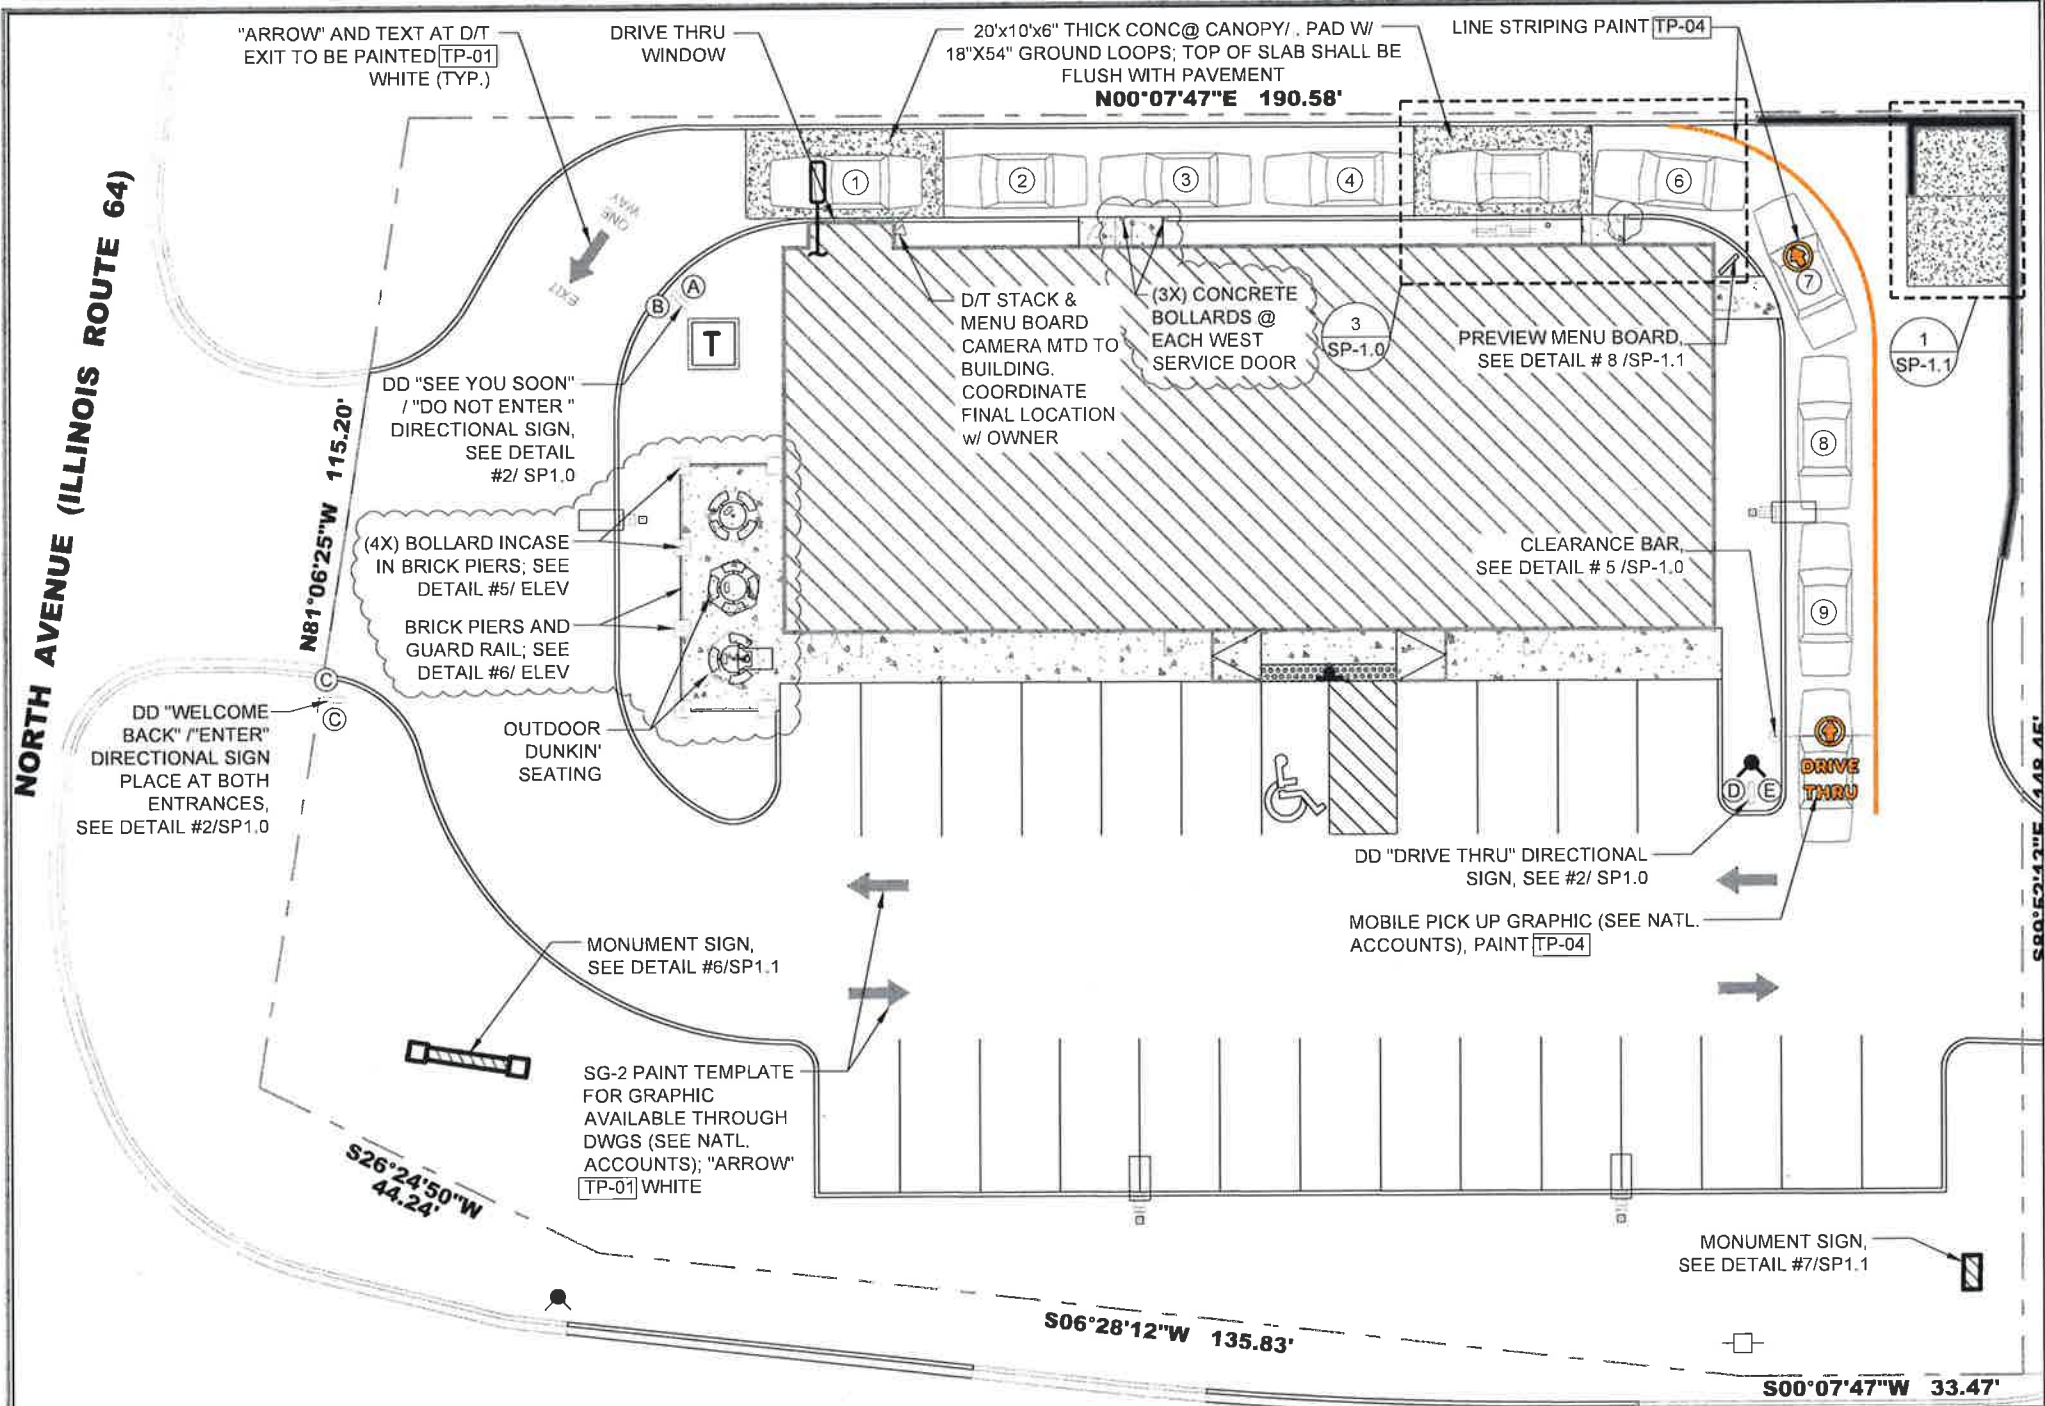 "ARROW" AND TEXT AT D/T
EXIT TO BE PAINTED TP-01
WHITE (TYP.)
DRIVE THRU
WINDOW
20'x10'x6" THICK CONC@ CANOPY/ . PAD W/
18"X54" GROUND LOOPS; TOP OF SLAB SHALL BE
FLUSH WITH PAVEMENT
N00°07'47"E 190.58'
LINE STRIPING PAINT TP-04
NORTH AVENUE (ILLINOIS ROUTE 64)
N81°06'25"W 115.20'
ONE
WAY
EXIT
1
2
3
4
6
7
8
9
A
B
T
DD "SEE YOU SOON"
/ "DO NOT ENTER "
DIRECTIONAL SIGN,
SEE DETAIL
#2/ SP1.0
D/T STACK &
MENU BOARD
CAMERA MTD TO
BUILDING.
COORDINATE
FINAL LOCATION
w/ OWNER
(3X) CONCRETE
BOLLARDS @
EACH WEST
SERVICE DOOR
3
SP-1.0
PREVIEW MENU BOARD,
SEE DETAIL # 8 /SP-1.1
1
SP-1.1
(4X) BOLLARD INCASE
IN BRICK PIERS; SEE
DETAIL #5/ ELEV
BRICK PIERS AND
GUARD RAIL; SEE
DETAIL #6/ ELEV
CLEARANCE BAR,
SEE DETAIL # 5 /SP-1.0
C
C
DD "WELCOME
BACK" /"ENTER"
DIRECTIONAL SIGN
PLACE AT BOTH
ENTRANCES,
SEE DETAIL #2/SP1.0
OUTDOOR
DUNKIN'
SEATING
D
E
DRIVE
THRU
DD "DRIVE THRU" DIRECTIONAL
SIGN, SEE #2/ SP1.0
MOBILE PICK UP GRAPHIC (SEE NATL.
ACCOUNTS), PAINT TP-04
MONUMENT SIGN,
SEE DETAIL #6/SP1.1
SG-2 PAINT TEMPLATE
FOR GRAPHIC
AVAILABLE THROUGH
DWGS (SEE NATL.
ACCOUNTS); "ARROW"
TP-01 WHITE
S26°24'50"W
44.24'
MONUMENT SIGN,
SEE DETAIL #7/SP1.1
S06°28'12"W 135.83'
S00°07'47"W 33.47'